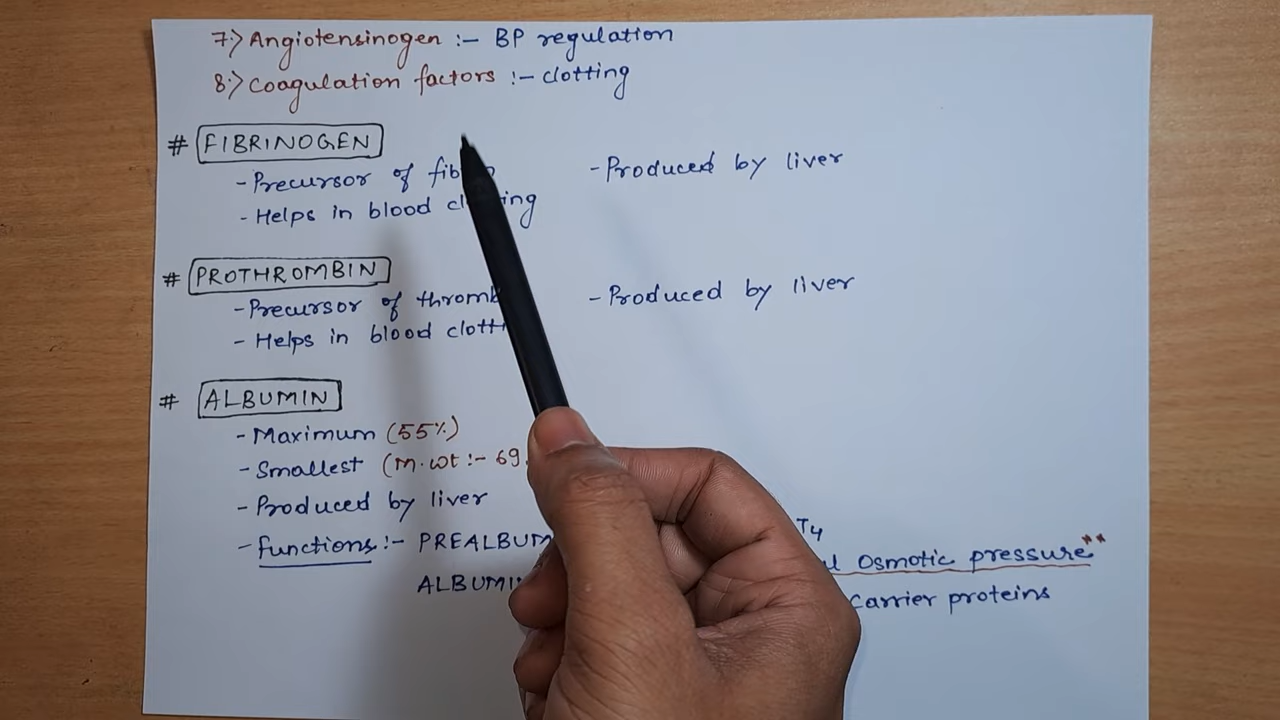 7.) Angiotensinogen :- BP regulation
8.) Coagulation factors :- clotting
# FIBRINOGEN
- Precursor of - Produced by liver
- Helps in blood
# PROTHROMBIN
- Precursor of - Produced by liver
- Helps in blood
# ALBUMIN
- Maximum (55%)
- Smallest (m.wt :- 69
- Produced by liver
- functions :- T4
Osmotic pressure**
carrier proteins